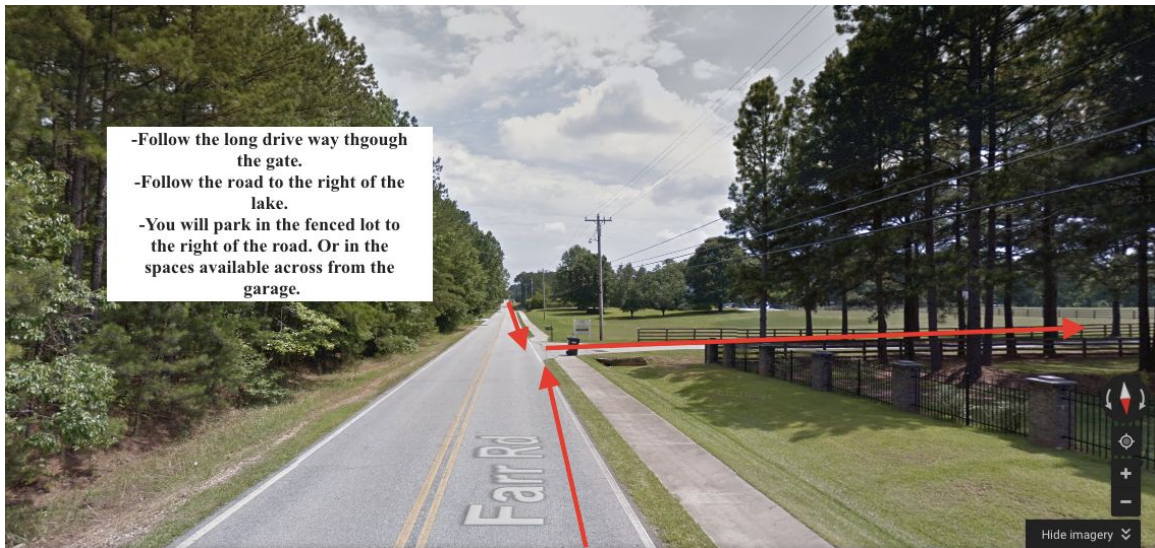 -Follow the long drive way thgough
the gate.
-Follow the road to the right of the
lake.
-You will park in the fenced lot to
the right of the road. Or in the
spaces available across from the
garage.
Farr Rd
Hide imagery